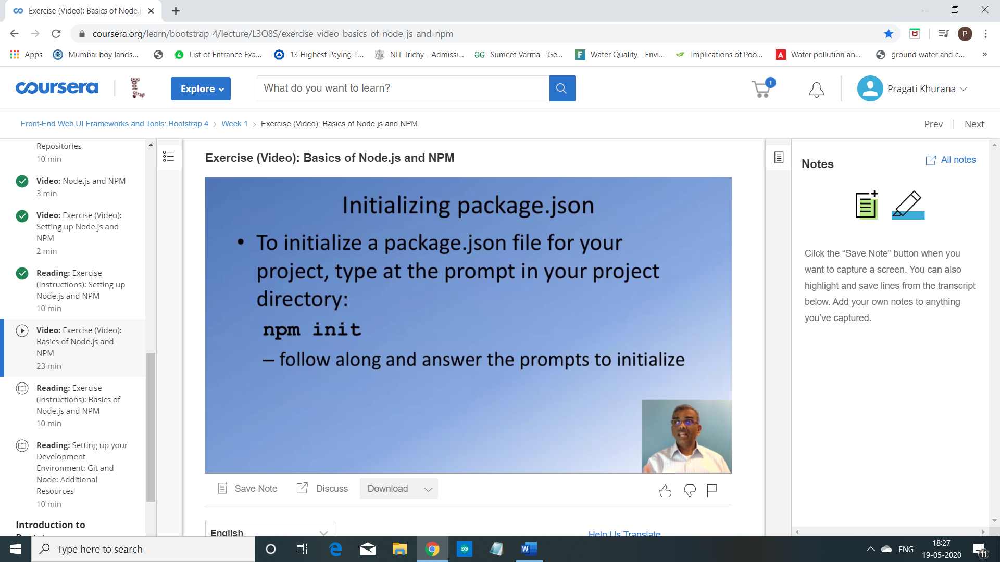 Exercise (Video): Basics of Node.j
coursera.org/learn/bootstrap-4/lecture/L3Q8S/exercise-video-basics-of-node-js-and-npm
P
Apps
Mumbai boy lands...
List of Entrance Exa...
13 Highest Paying T...
NIT Trichy - Admissi...
Sumeet Varma - Ge...
Water Quality - Envi...
Implications of Poo...
Water pollution an...
ground water and c...
»
coursera
Boot
strap
Explore
What do you want to learn?
1
Pragati Khurana
Front-End Web UI Frameworks and Tools: Bootstrap 4 > Week 1 > Exercise (Video): Basics of Node.js and NPM
Prev | Next
Repositories
10 min
Video: Node.js and NPM
3 min
Video: Exercise (Video):
Setting up Node.js and
NPM
2 min
Reading: Exercise
(Instructions): Setting up
Node.js and NPM
10 min
Video: Exercise (Video):
Basics of Node.js and
NPM
23 min
Reading: Exercise
(Instructions): Basics of
Node.js and NPM
10 min
Reading: Setting up your
Development
Environment: Git and
Node: Additional
Resources
10 min
Introduction to
Exercise (Video): Basics of Node.js and NPM
Initializing package.json
• To initialize a package.json file for your
project, type at the prompt in your project
directory:
npm init
– follow along and answer the prompts to initialize
Save Note
Discuss
Download
English
Help Us Translate
Notes
All notes
Click the “Save Note” button when you
want to capture a screen. You can also
highlight and save lines from the transcript
below. Add your own notes to anything
you’ve captured.
Type here to search
ENG
18:27
19-05-2020
11